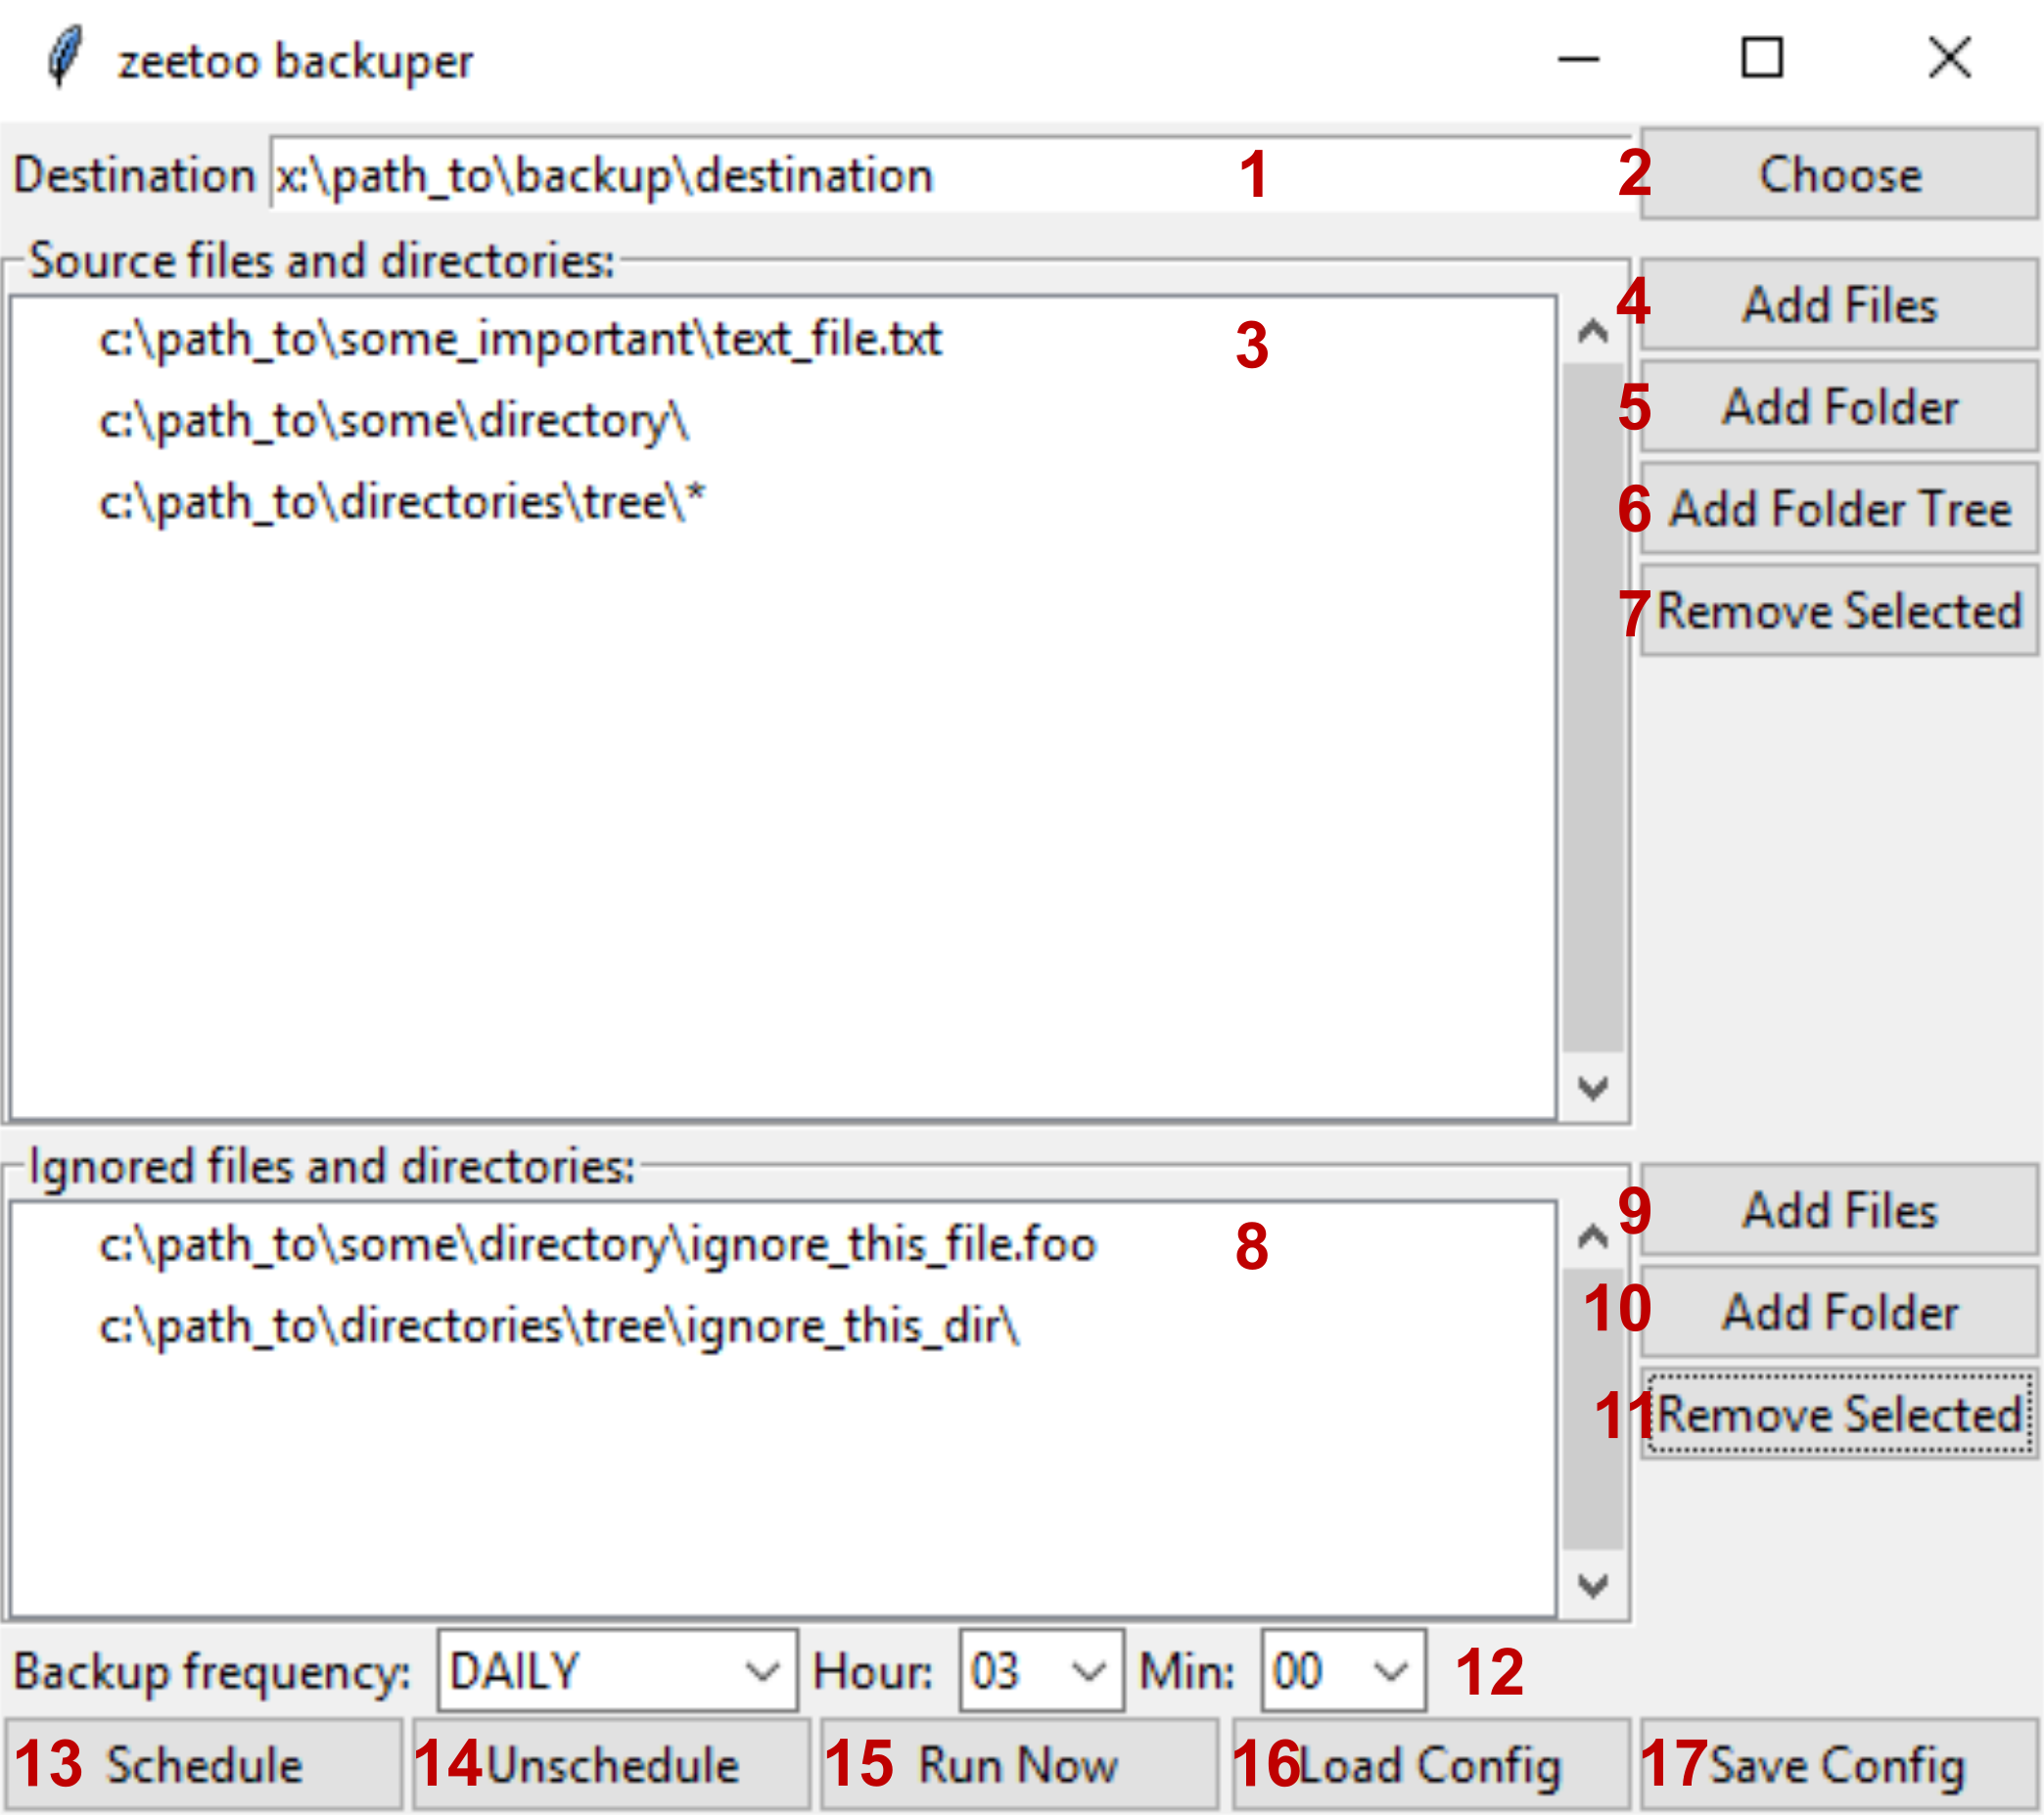 zeetoo backuper
Destination x:\path_to\backup\destination 1 2 Choose
Source files and directories:
4 Add Files
c:\path_to\some_important\text_file.txt 3
c:\path_to\some\directory\ 5 Add Folder
c:\path_to\directories\tree\* 6 Add Folder Tree
7 Remove Selected
Ignored files and directories:
9 Add Files
c:\path_to\some\directory\ignore_this_file.foo 8
c:\path_to\directories\tree\ignore_this_dir\ 10 Add Folder
11 Remove Selected
Backup frequency: DAILY Hour: 03 Min: 00 12
13 Schedule 14 Unschedule 15 Run Now 16 Load Config 17 Save Config